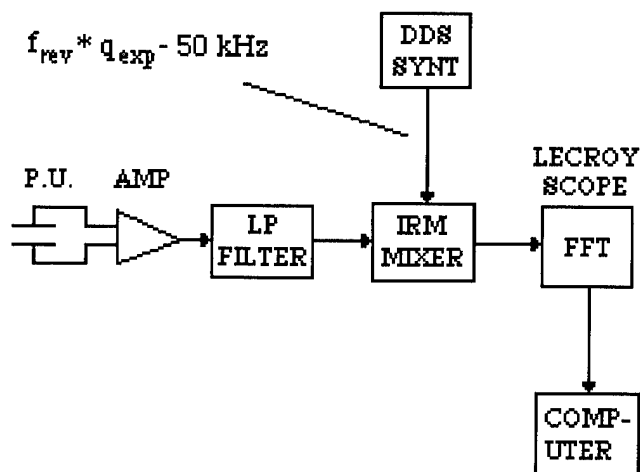 f_rev * q_exp - 50 kHz
DDS
SYNT
LECROY
SCOPE
P.U.
AMP
LP
FILTER
IRM
MIXER
FFT
COMP-
UTER